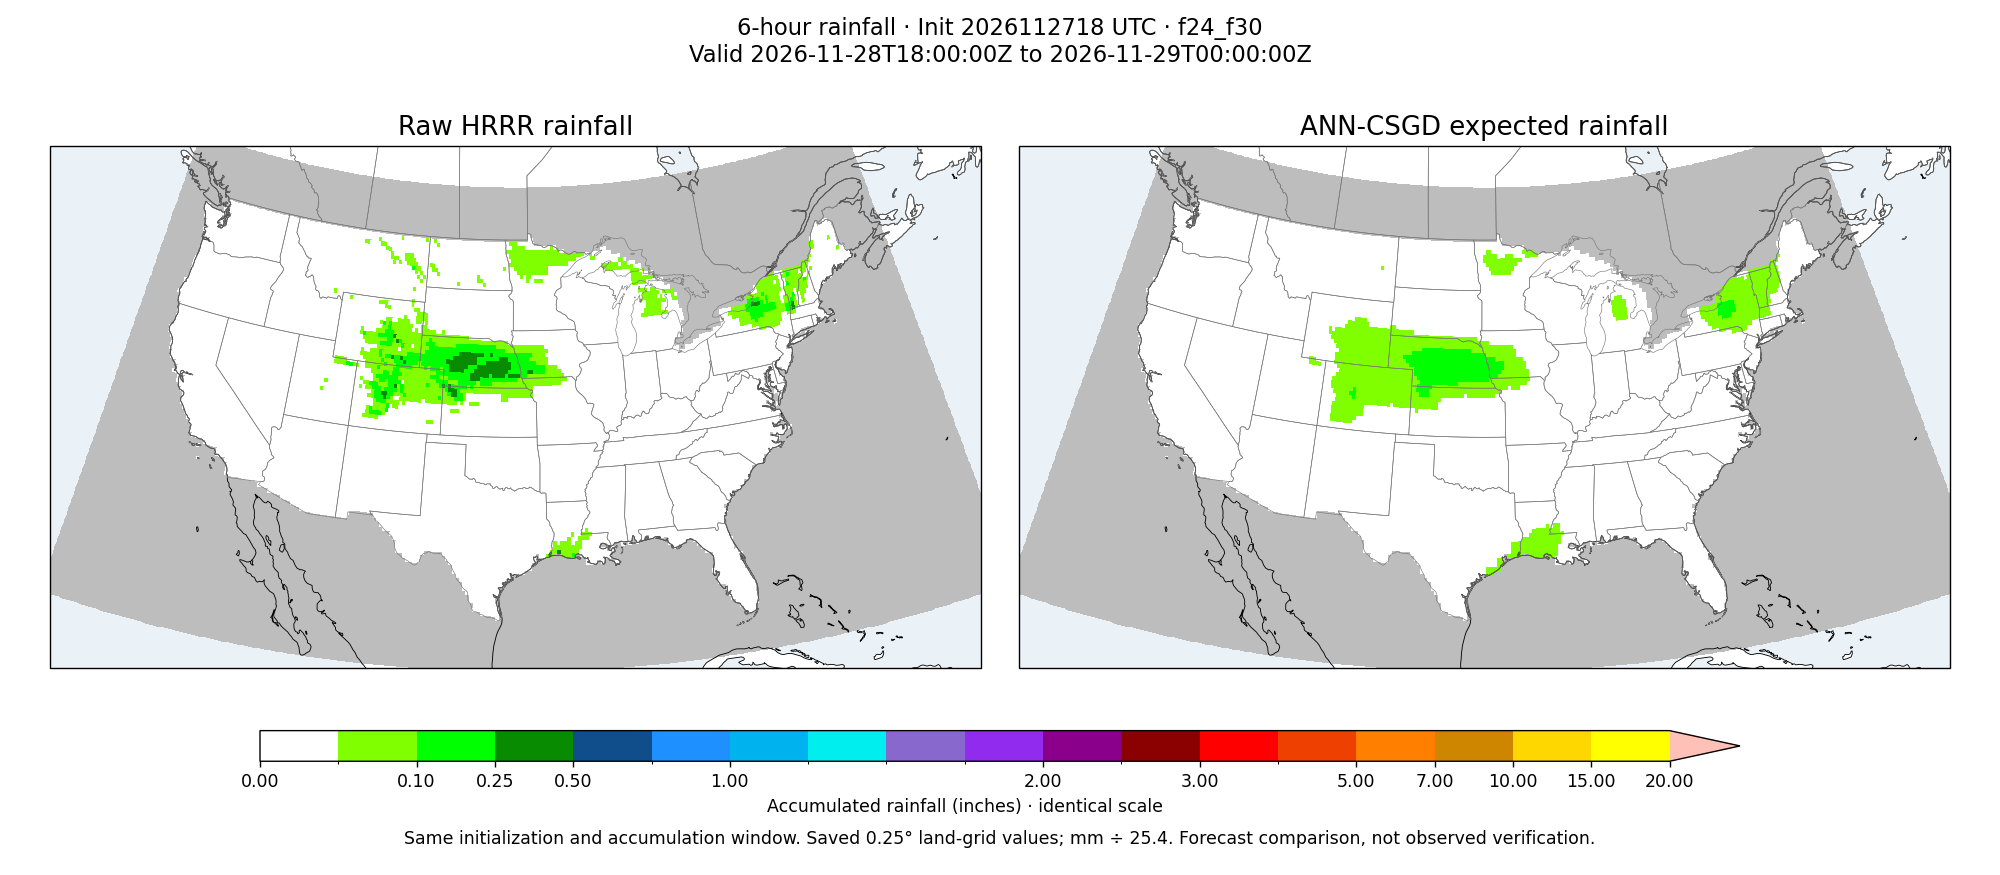 6-hour rainfall · Init 2026112718 UTC · f24_f30
Valid 2026-11-28T18:00:00Z to 2026-11-29T00:00:00Z
Raw HRRR rainfall
ANN-CSGD expected rainfall
0.00 0.10 0.25 0.50 1.00 2.00 3.00 5.00 7.00 10.00 15.00 20.00
Accumulated rainfall (inches) · identical scale
Same initialization and accumulation window. Saved 0.25° land-grid values; mm ÷ 25.4. Forecast comparison, not observed verification.